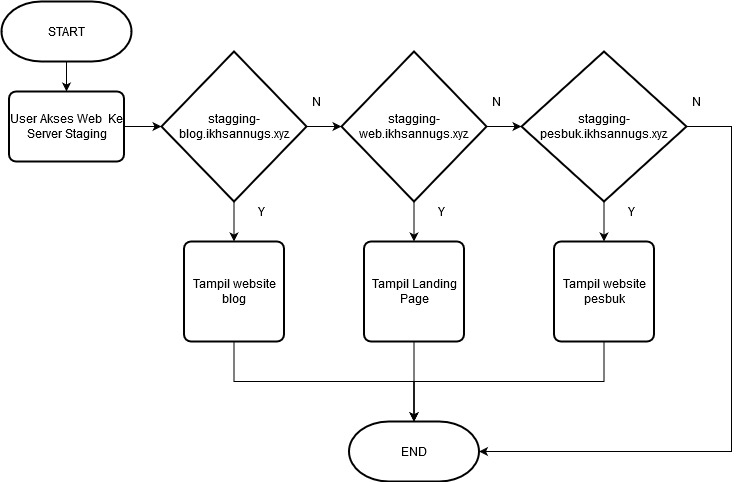 START
User Akses Web  Ke
Server Staging
stagging-
blog.ikhsannugs.xyz
N
stagging-
web.ikhsannugs.xyz
N
stagging-
pesbuk.ikhsannugs.xyz
N
Y
Y
Y
Tampil website
blog
Tampil Landing
Page
Tampil website
pesbuk
END